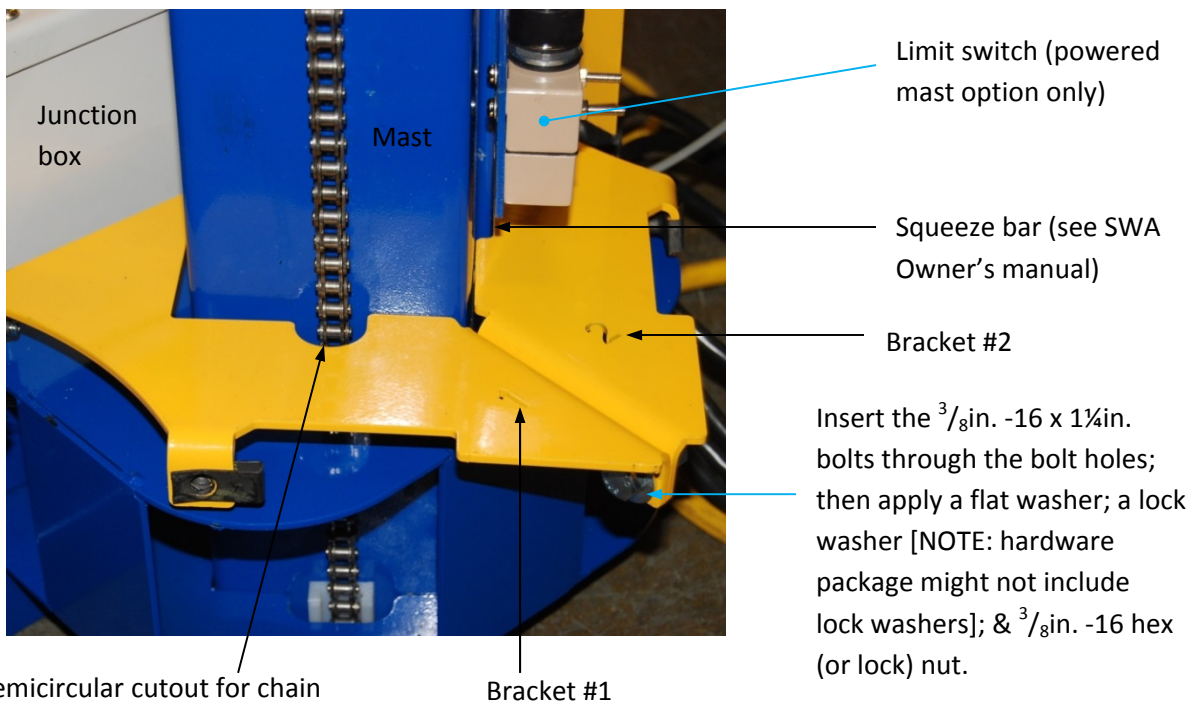 Junction
box
Mast
Limit switch (powered
mast option only)
Squeeze bar (see SWA
Owner’s manual)
Bracket #2
Insert the 3/8in. -16 x 1¼in.
bolts through the bolt holes;
then apply a flat washer; a lock
washer [NOTE: hardware
package might not include
lock washers]; & 3/8in. -16 hex
(or lock) nut.
emicircular cutout for chain
Bracket #1